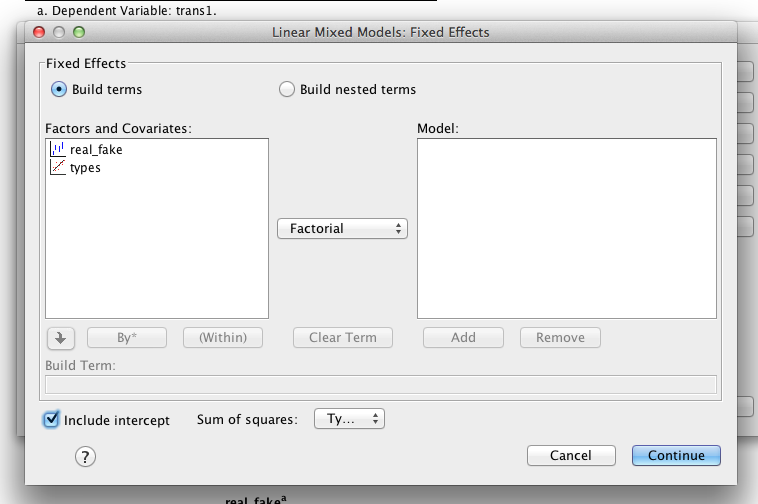 a. Dependent Variable: trans1.
Linear Mixed Models: Fixed Effects
Fixed Effects
Build terms
Build nested terms
Factors and Covariates:
Model:
real_fake
types
Factorial
By*
(Within)
Clear Term
Add
Remove
Build Term:
Include intercept
Sum of squares:
Ty...
?
Cancel
Continue
real_fakeᵃ